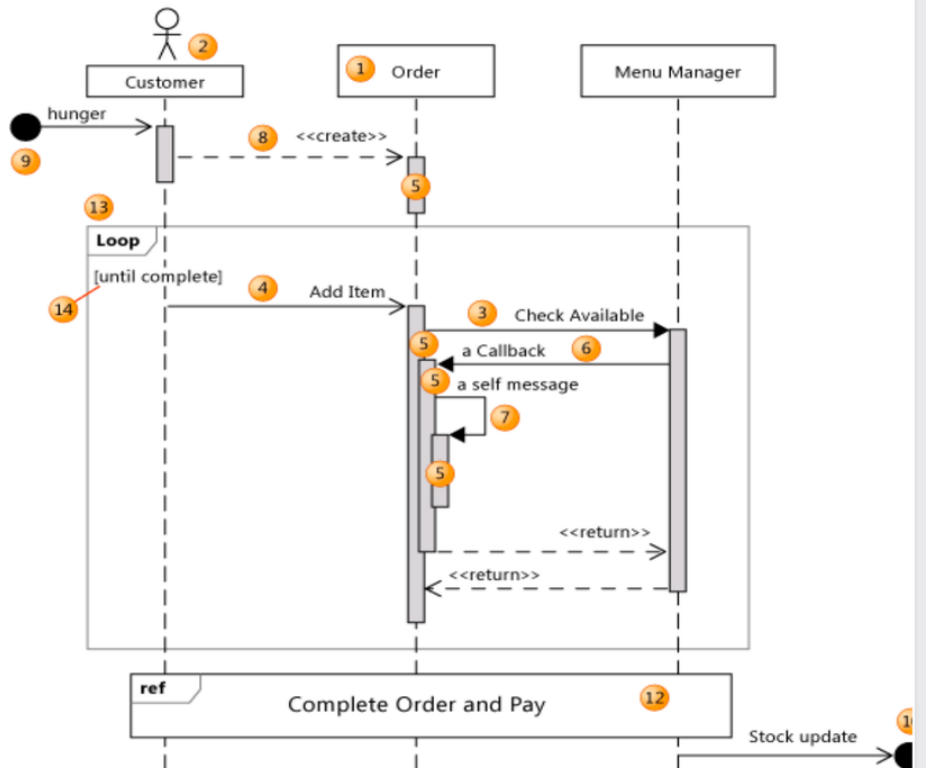 2
1
Customer
Order
Menu Manager
hunger
8
<<create>>
9
5
13
Loop
[until complete]
14
4
Add Item
3
Check Available
5
a Callback
6
5
a self message
7
5
<<return>>
<<return>>
ref
Complete Order and Pay
12
Stock update